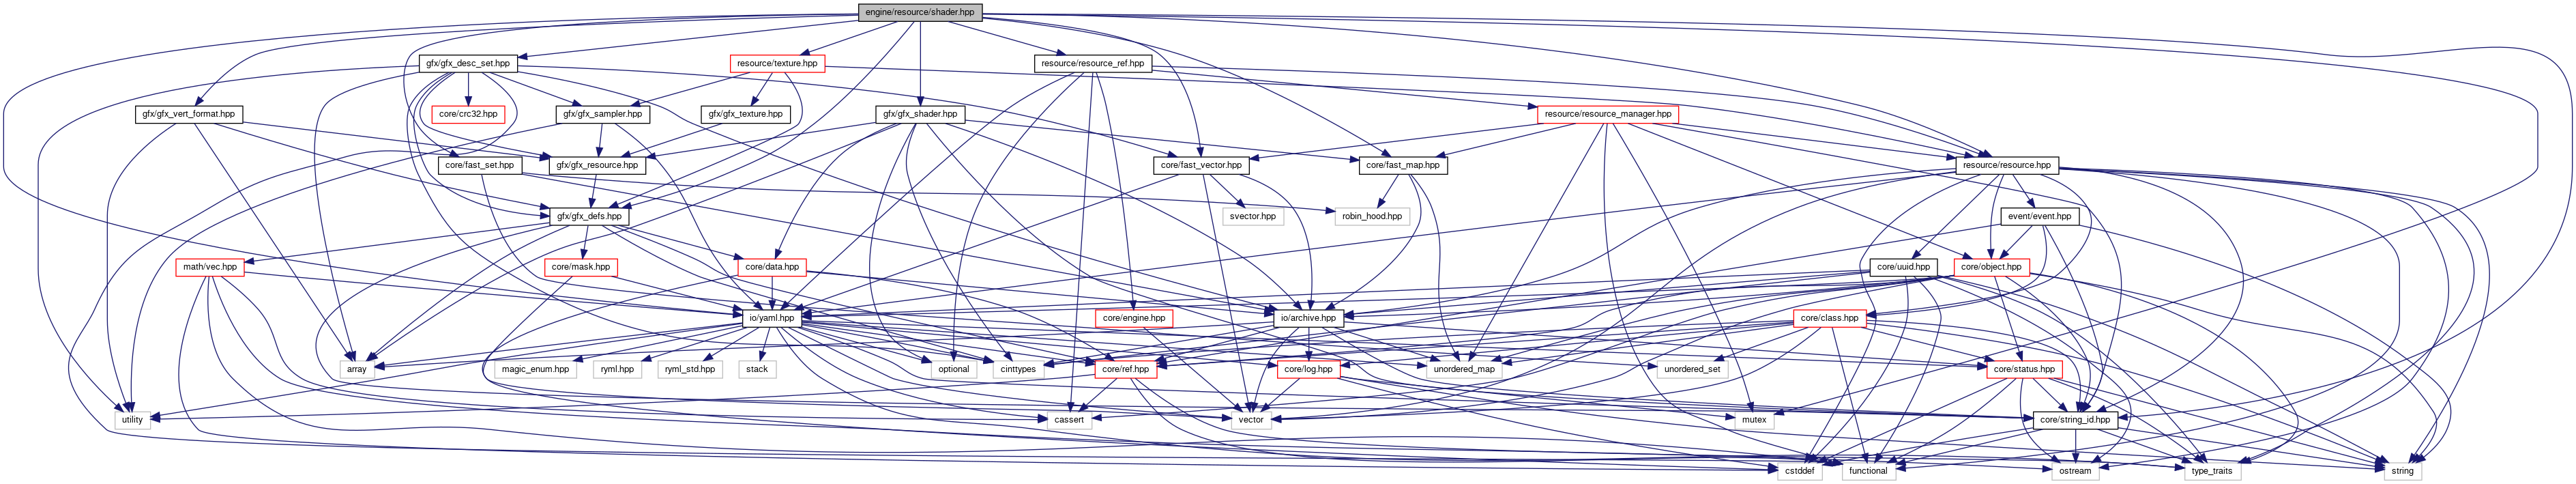 engine/resource/shader.hpp
gfx/gfx_desc_set.hpp
resource/texture.hpp
resource/resource_ref.hpp
gfx/gfx_vert_format.hpp
core/crc32.hpp
gfx/gfx_sampler.hpp
gfx/gfx_texture.hpp
gfx/gfx_shader.hpp
resource/resource_manager.hpp
core/fast_set.hpp
gfx/gfx_resource.hpp
core/fast_vector.hpp
core/fast_map.hpp
resource/resource.hpp
gfx/gfx_defs.hpp
svector.hpp
robin_hood.hpp
event/event.hpp
math/vec.hpp
core/mask.hpp
core/data.hpp
core/uuid.hpp
core/object.hpp
io/yaml.hpp
core/engine.hpp
io/archive.hpp
core/class.hpp
array
magic_enum.hpp
ryml.hpp
ryml_std.hpp
stack
optional
cinttypes
core/ref.hpp
core/log.hpp
unordered_map
unordered_set
core/status.hpp
utility
cassert
vector
mutex
core/string_id.hpp
cstddef
functional
ostream
type_traits
string